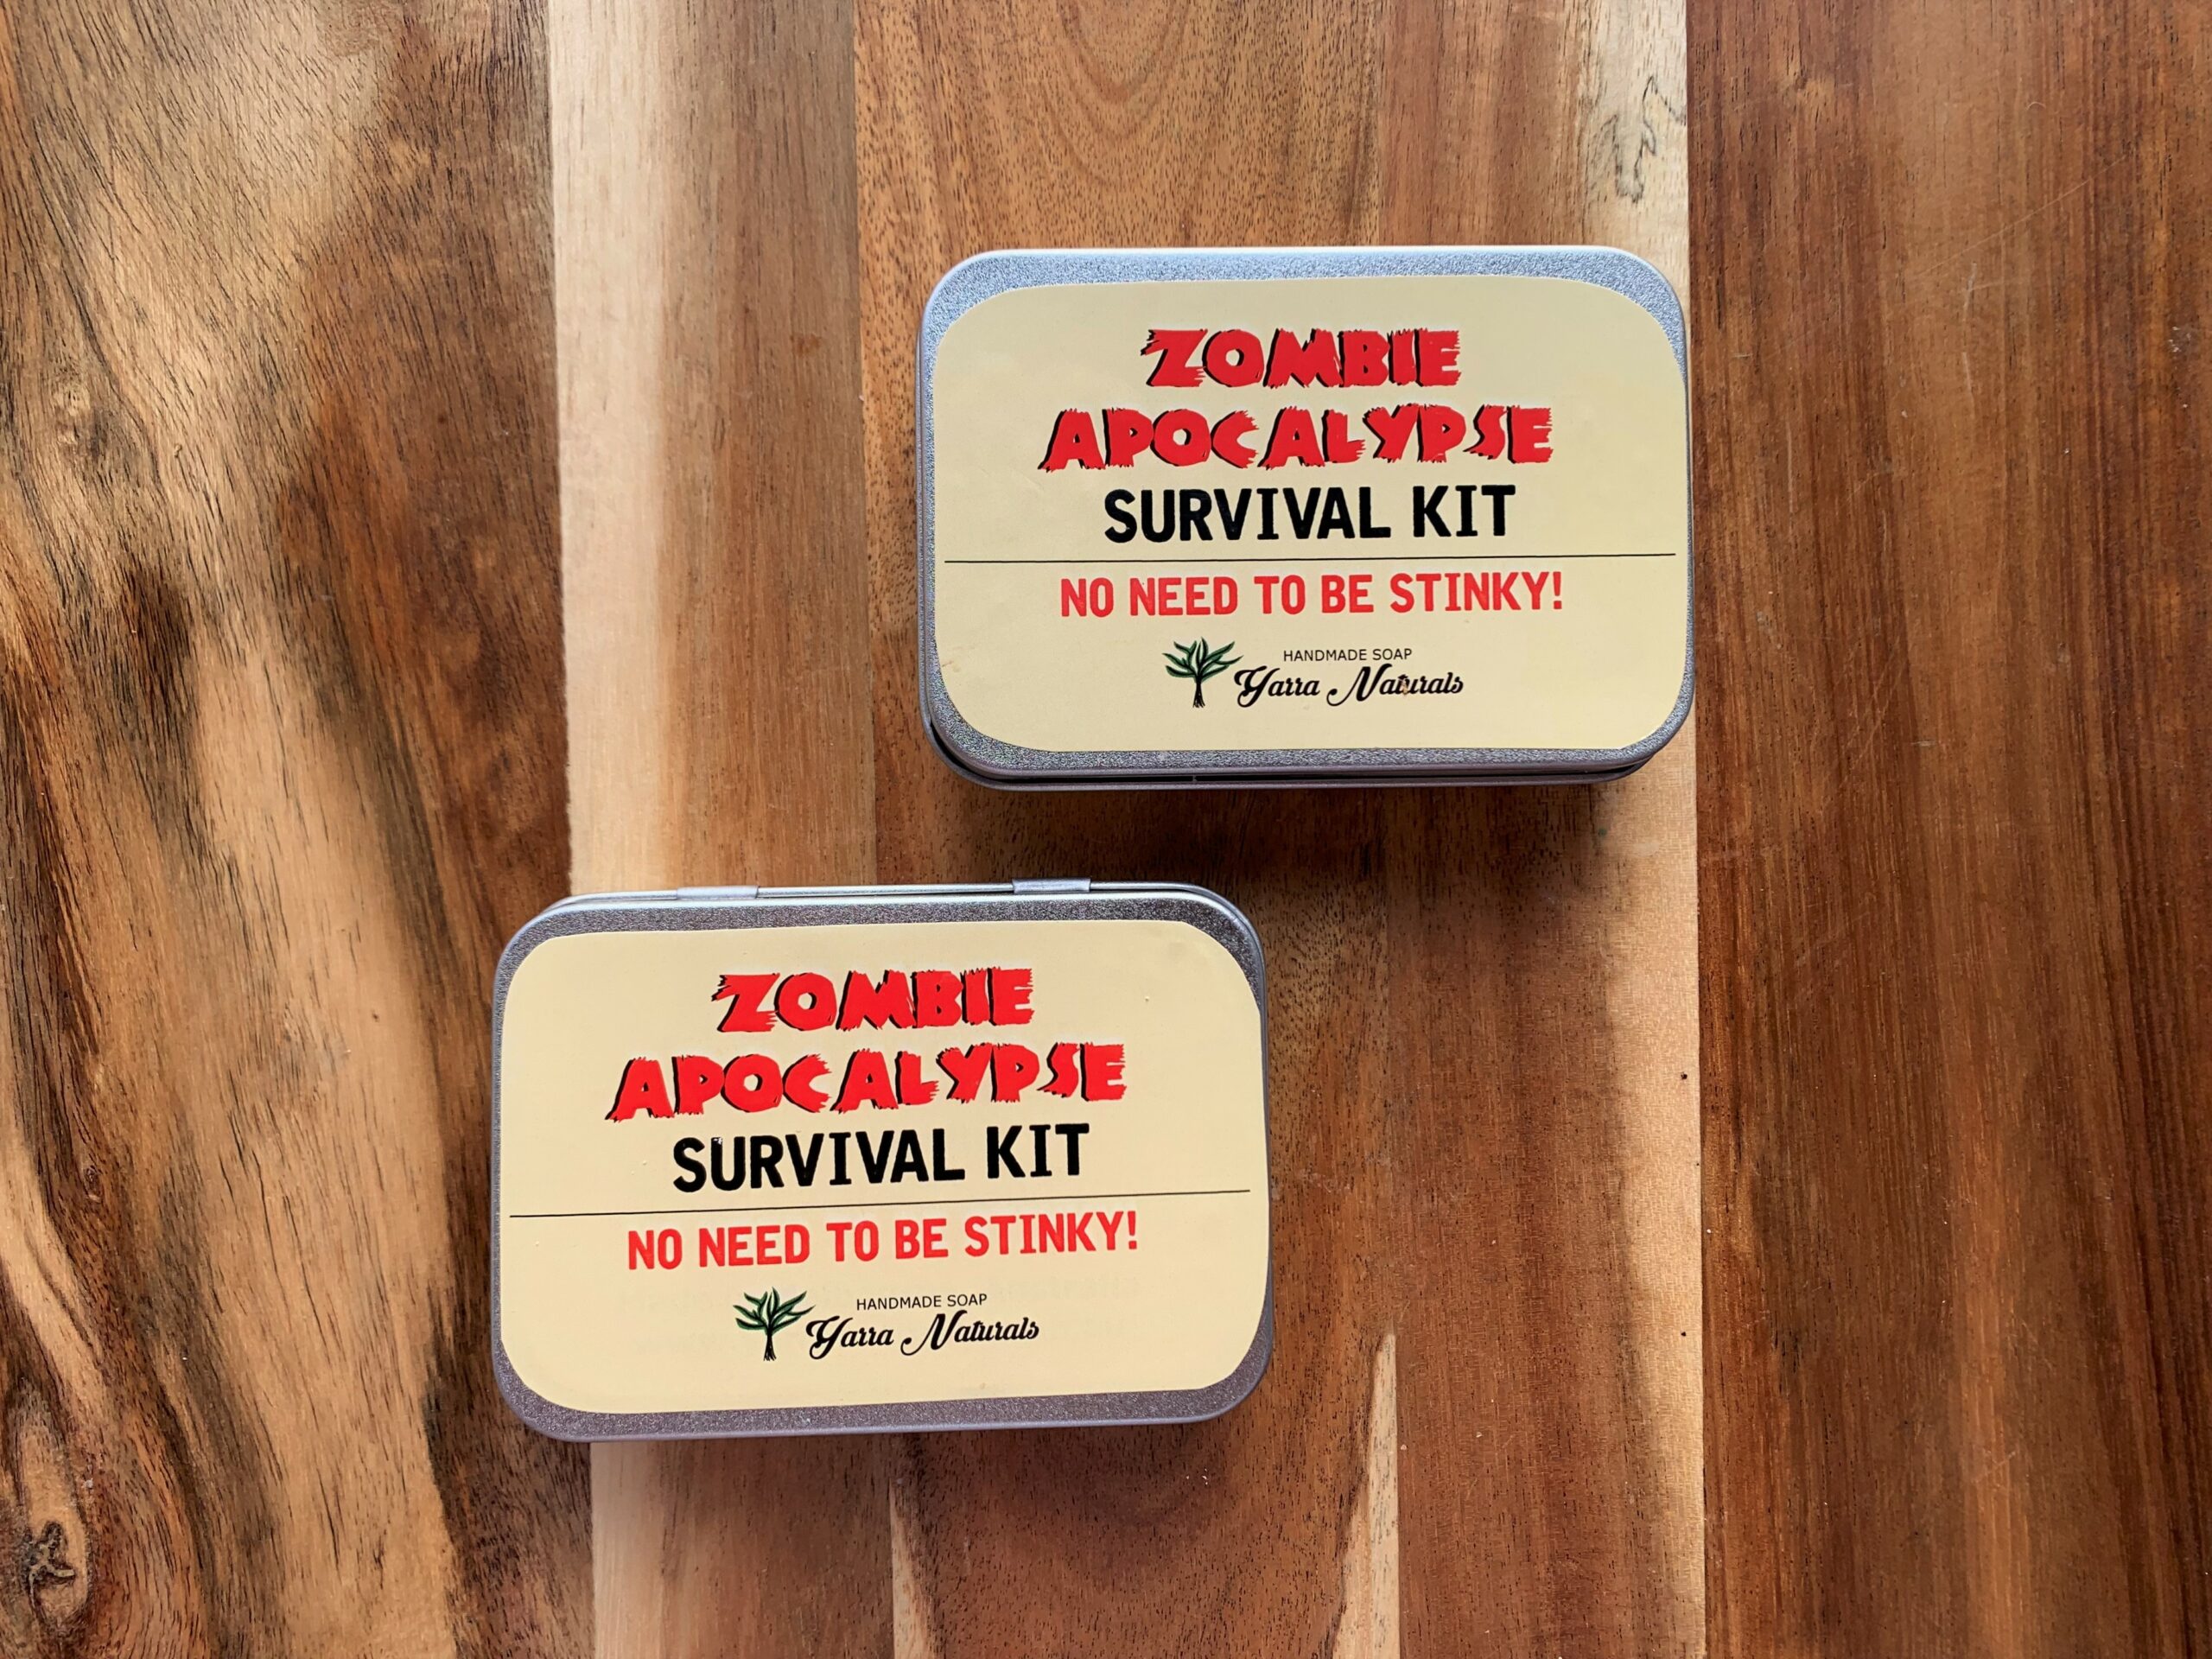 ZOMBIE
APOCALYPSE
SURVIVAL KIT
NO NEED TO BE STINKY!
HANDMADE SOAP
Yarra Naturals
ZOMBIE
APOCALYPSE
SURVIVAL KIT
NO NEED TO BE STINKY!
HANDMADE SOAP
Yarra Naturals